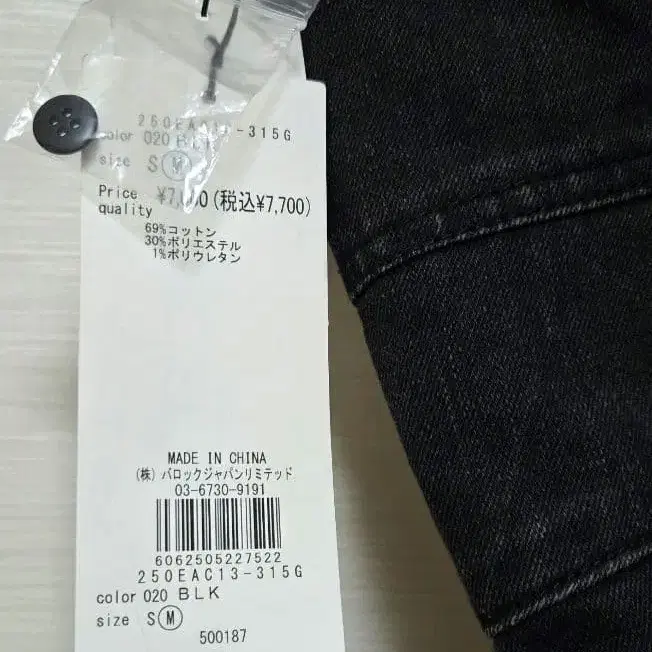 250EAC13-315G
color 020 BLK
size S M
Price ¥7,000(税込¥7,700)
quality
69%コットン
30%ポリエステル
1%ポリウレタン
MADE IN CHINA
(株)バロックジャパンリミテッド
03-6730-9191
6062505227522
250EAC13-315G
color 020 BLK
size S M
500187